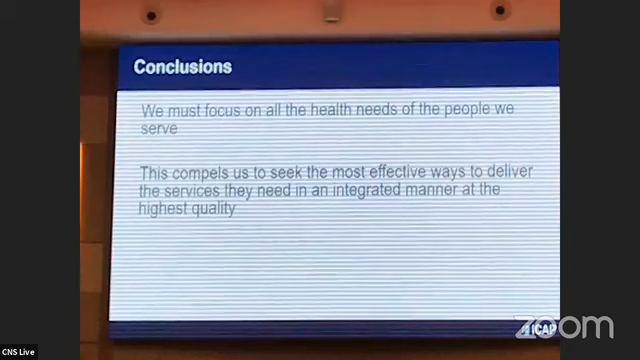 Conclusions
We must focus on all the health needs of the people we
serve
This compels us to seek the most effective ways to deliver
the services they need in an integrated manner at the
highest quality
ICAP
zoom
CNS Live